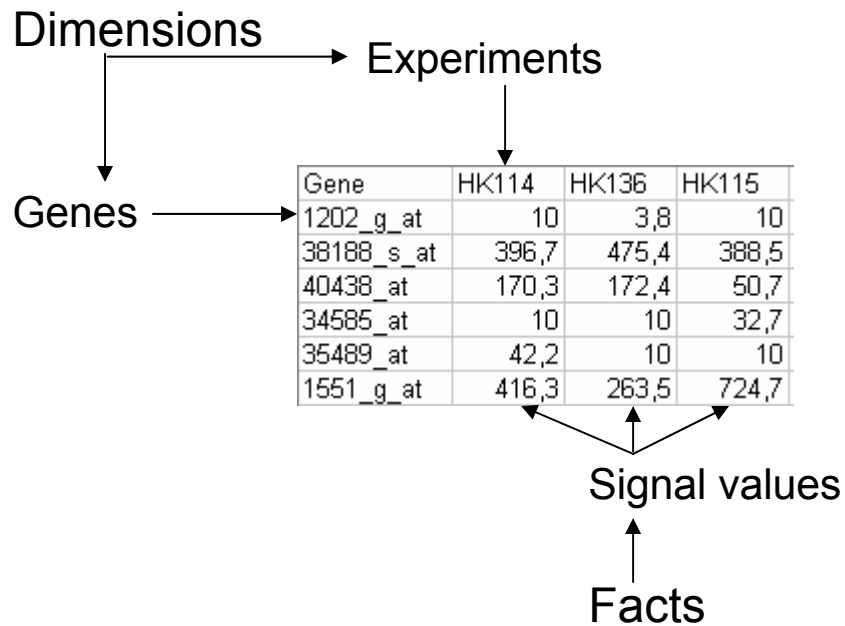 Dimensions
Experiments
Genes
Gene HK114 HK136 HK115
1202_g_at 10 3,8 10
38188_s_at 396,7 475,4 388,5
40438_at 170,3 172,4 50,7
34585_at 10 10 32,7
35489_at 42,2 10 10
1551_g_at 416,3 263,5 724,7
Signal values
Facts